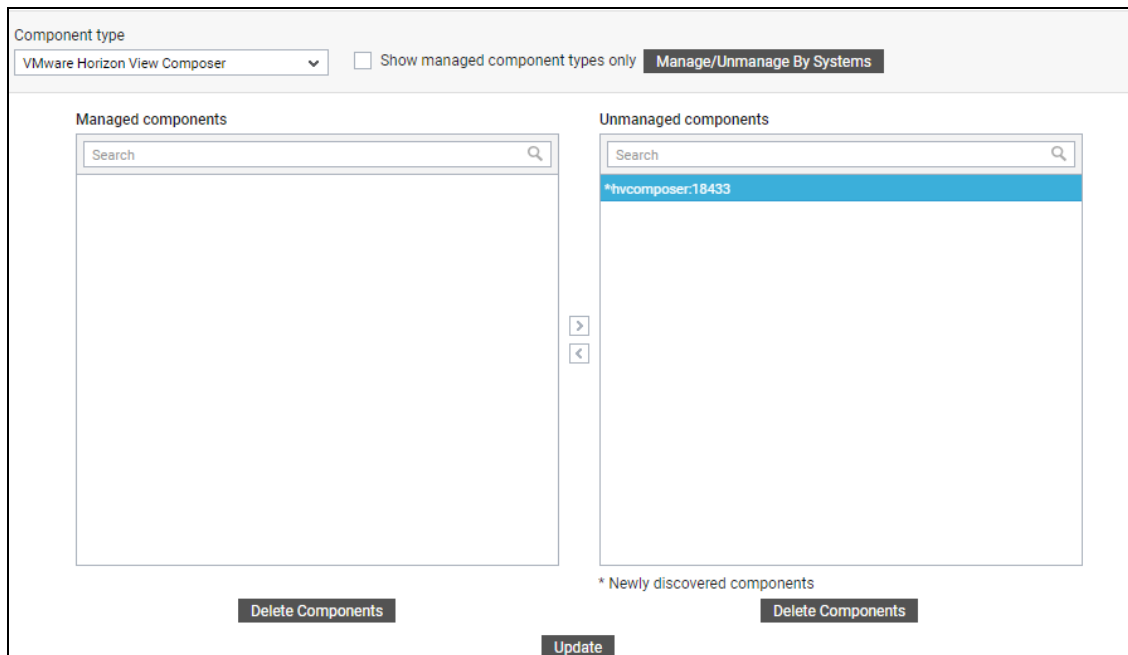 Component type
VMware Horizon View Composer
Show managed component types only
Manage/Unmanage By Systems
Managed components
Unmanaged components
Search
Search
*hvcomposer:18433
* Newly discovered components
Delete Components
Delete Components
Update